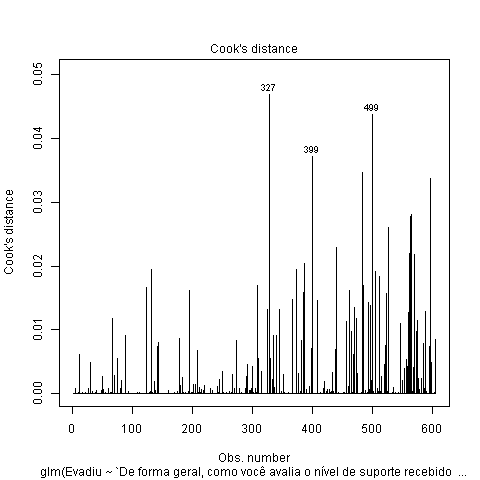 Cook's distance
0.05
0.04
0.03
0.02
0.01
0.00
Cook's distance
327
499
399
0 100 200 300 400 500 600
Obs. number
glm(Evadiu ~ `De forma geral, como você avalia o nível de suporte recebido ...